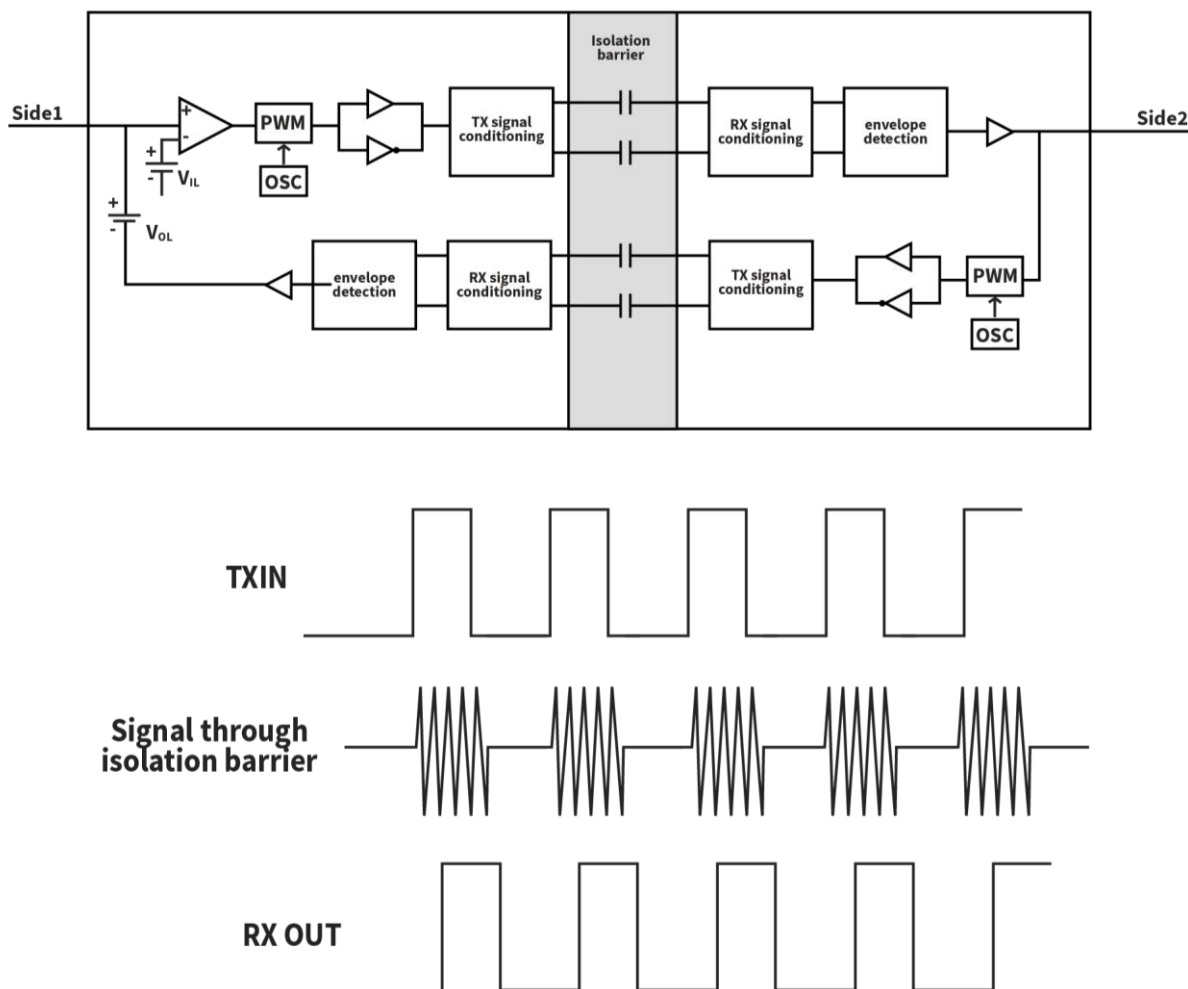 Isolation
barrier
Side1
+
-
PWM
TX signal
conditioning
RX signal
conditioning
envelope
detection
Side2
+
-
VIL
OSC
+
-
VOL
envelope
detection
RX signal
conditioning
TX signal
conditioning
PWM
OSC
TXIN
Signal through
isolation barrier
RX OUT